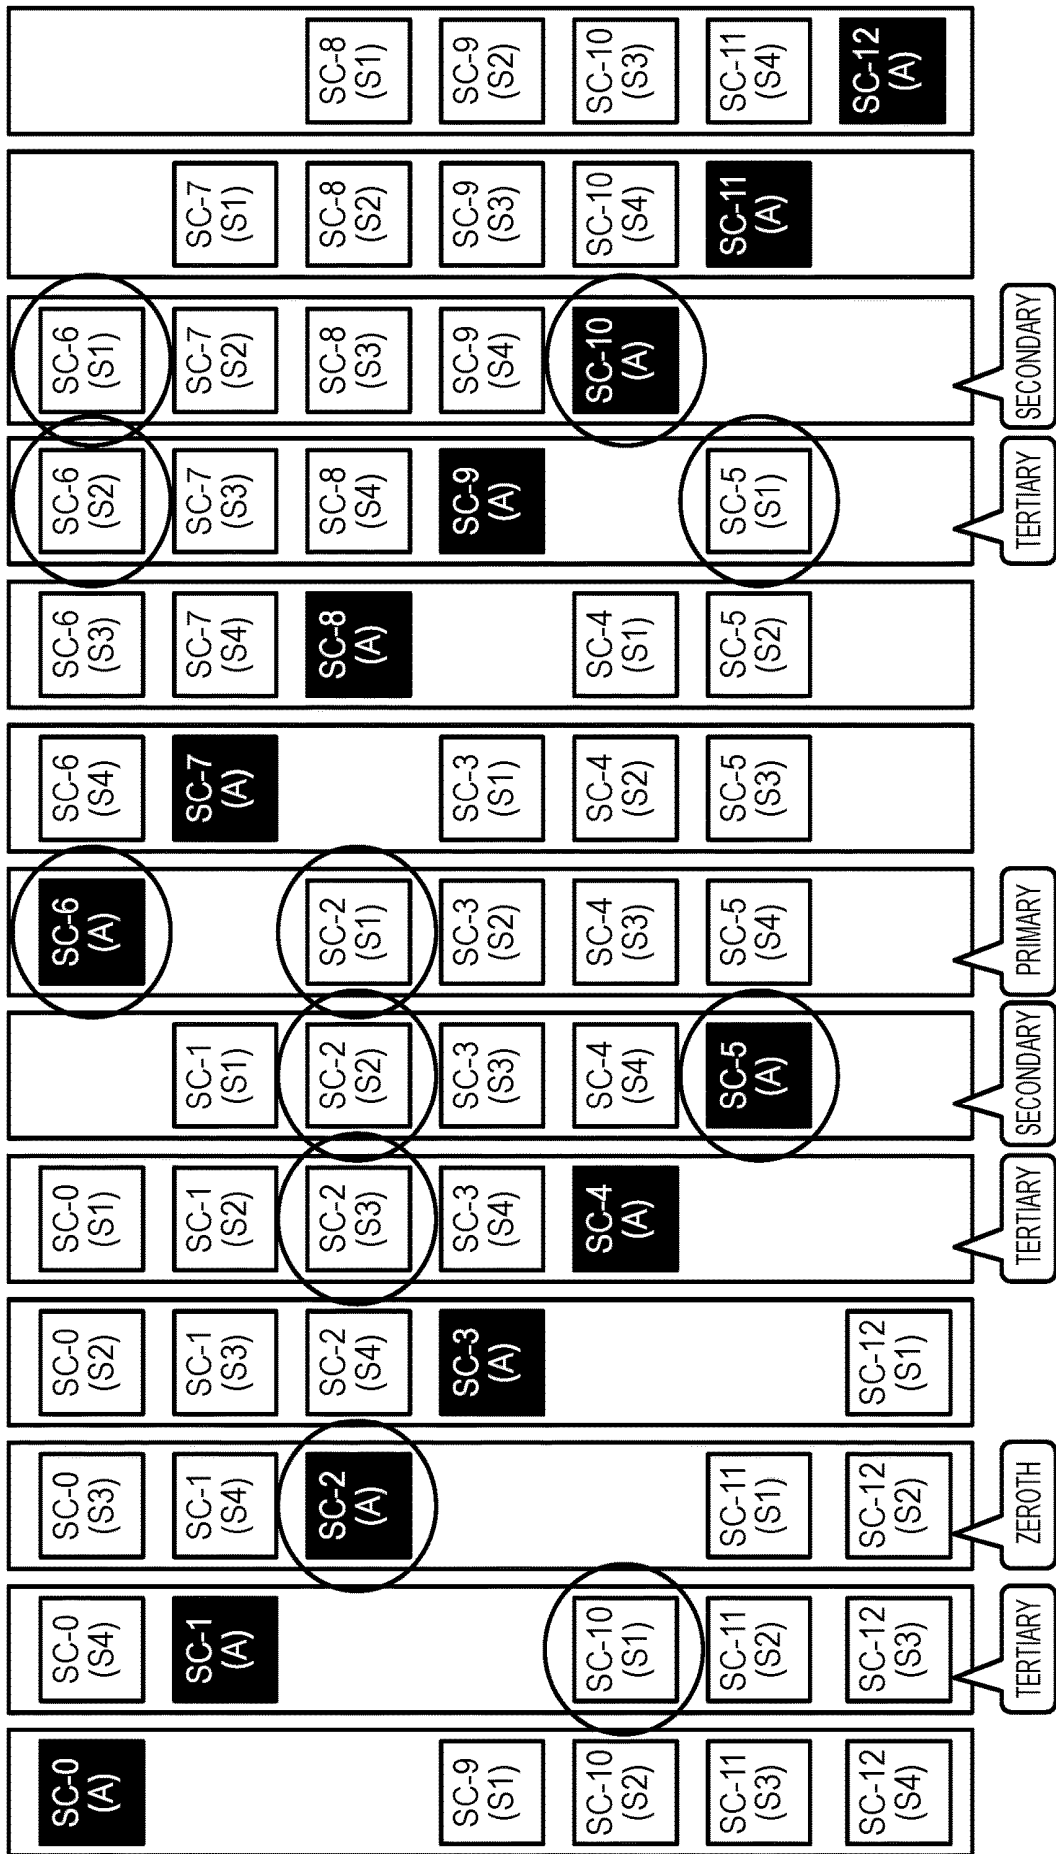 SC-0
(A)
SC-9
(S1)
SC-10
(S2)
SC-11
(S3)
SC-12
(S4)
SC-0
(S4)
SC-1
(A)
SC-10
(S1)
SC-11
(S2)
SC-12
(S3)
TERTIARY
SC-0
(S3)
SC-1
(S4)
SC-2
(A)
SC-11
(S1)
SC-12
(S2)
ZEROTH
SC-0
(S2)
SC-1
(S3)
SC-2
(S4)
SC-3
(A)
SC-12
(S1)
SC-0
(S1)
SC-1
(S2)
SC-2
(S3)
SC-3
(S4)
SC-4
(A)
TERTIARY
SC-1
(S1)
SC-2
(S2)
SC-3
(S3)
SC-4
(S4)
SC-5
(A)
SECONDARY
SC-6
(A)
SC-2
(S1)
SC-3
(S2)
SC-4
(S3)
SC-5
(S4)
PRIMARY
SC-6
(S4)
SC-7
(A)
SC-3
(S1)
SC-4
(S2)
SC-5
(S3)
SC-6
(S3)
SC-7
(S4)
SC-8
(A)
SC-4
(S1)
SC-5
(S2)
SC-6
(S2)
SC-7
(S3)
SC-8
(S4)
SC-9
(A)
SC-5
(S1)
TERTIARY
SC-6
(S1)
SC-7
(S2)
SC-8
(S3)
SC-9
(S4)
SC-10
(A)
SECONDARY
SC-7
(S1)
SC-8
(S2)
SC-9
(S3)
SC-10
(S4)
SC-11
(A)
SC-8
(S1)
SC-9
(S2)
SC-10
(S3)
SC-11
(S4)
SC-12
(A)